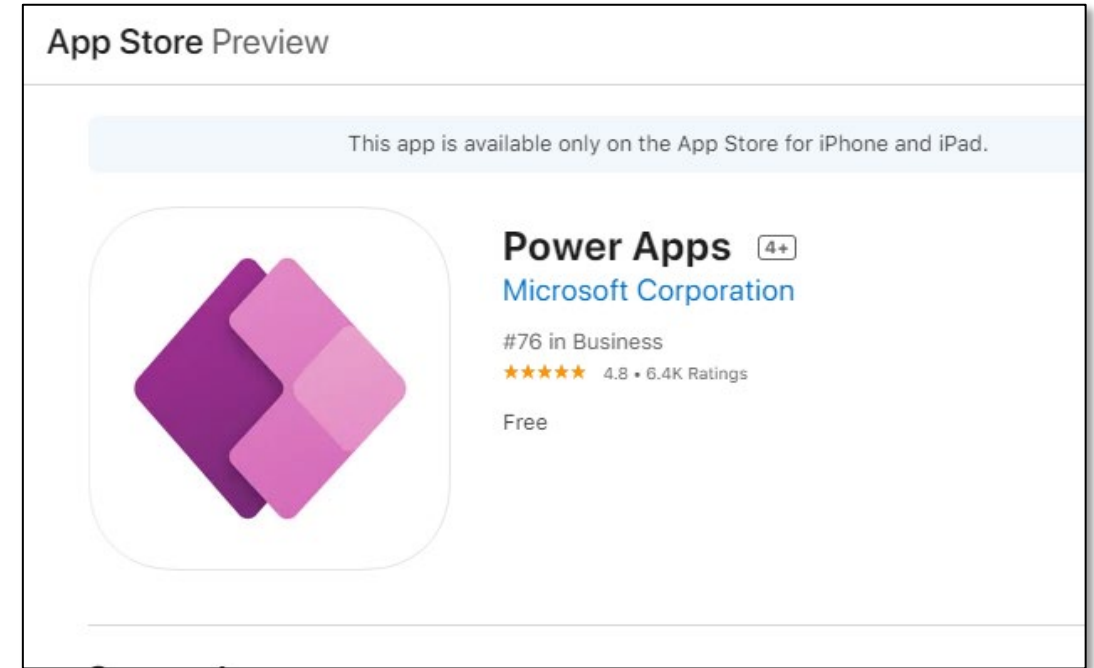 App Store Preview
This app is available only on the App Store for iPhone and iPad.
Power Apps 4+
Microsoft Corporation
#76 in Business
★★★★★ 4.8 • 6.4K Ratings
Free